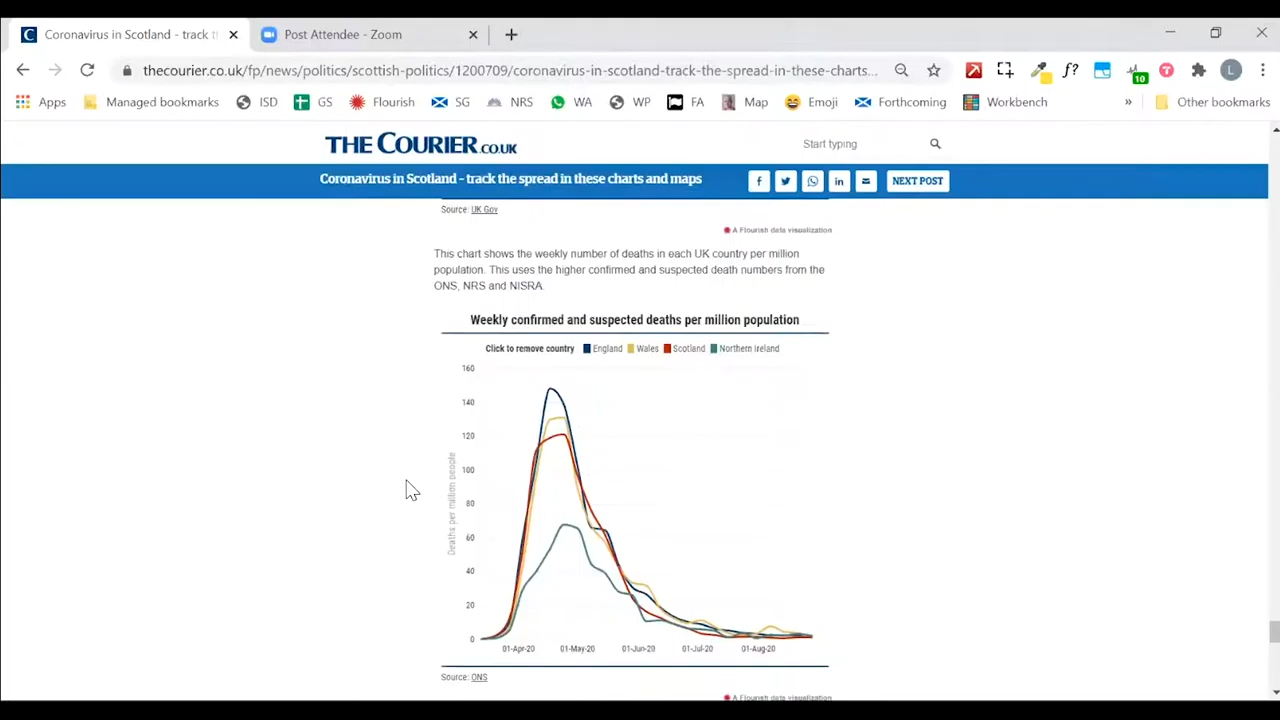 Coronavirus in Scotland - track t
Post Attendee - Zoom
thecourier.co.uk/fp/news/politics/scottish-politics/1200709/coronavirus-in-scotland-track-the-spread-in-these-charts...
f?
10
T
L
Apps Managed bookmarks ISD GS Flourish SG NRS WA WP FA Map Emoji Forthcoming Workbench » Other bookmarks
THE COURIER.CO.UK
Start typing
Coronavirus in Scotland - track the spread in these charts and maps
NEXT POST
Source: UK Gov
A Flourish data visualization
This chart shows the weekly number of deaths in each UK country per million
population. This uses the higher confirmed and suspected death numbers from the
ONS, NRS and NISRA.
Weekly confirmed and suspected deaths per million population
Click to remove country England Wales Scotland Northern Ireland
160
140
120
100
80
60
40
20
0
Deaths per million people
01-Apr-20 01-May-20 01-Jun-20 01-Jul-20 01-Aug-20
Source: ONS
A Flourish data visualization